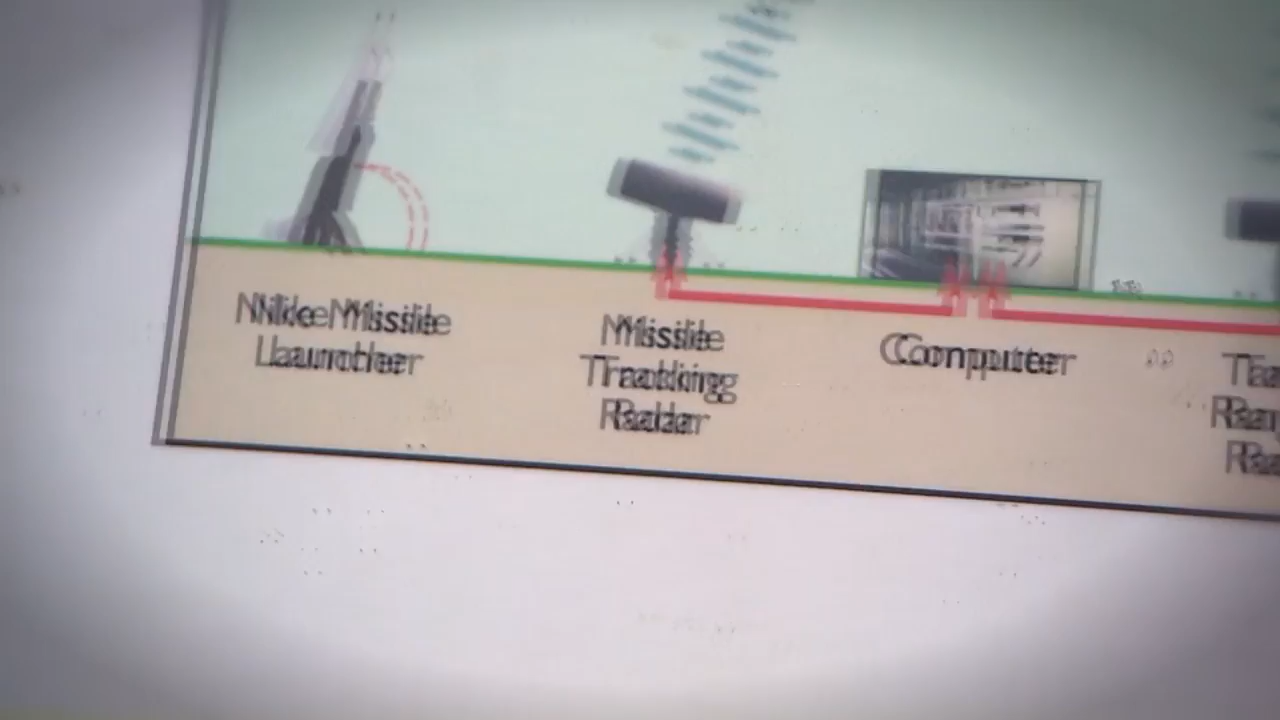 Nike Missile
Launcher
Missile
Tracking
Radar
Computer